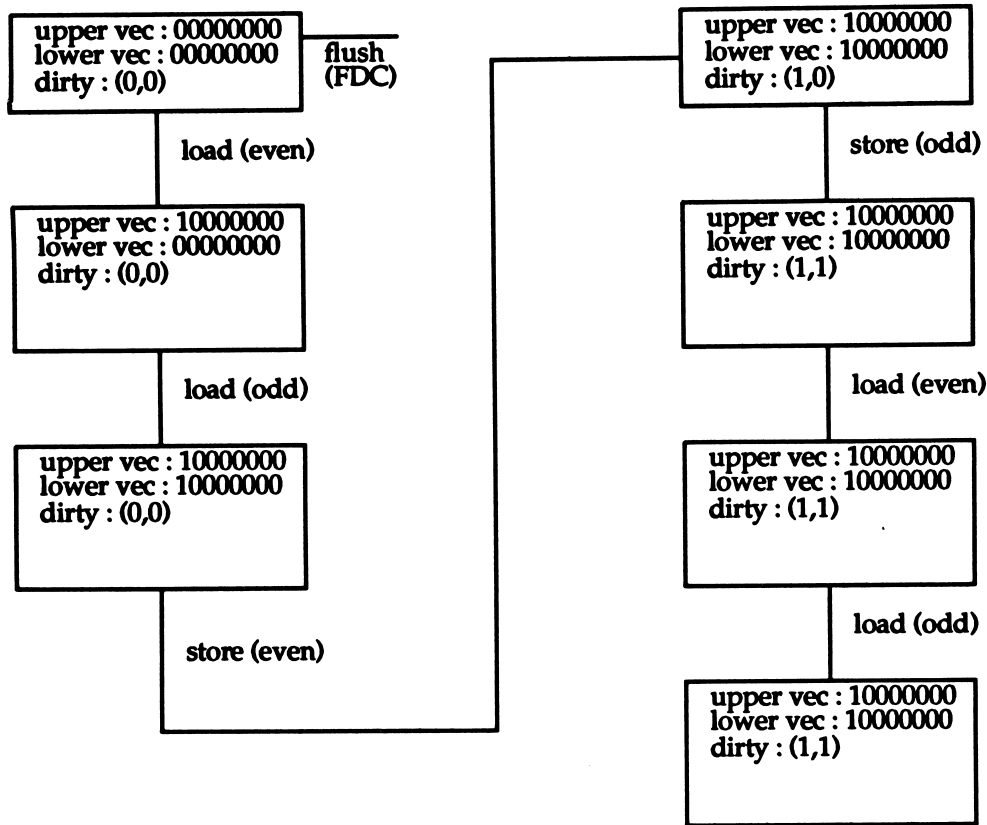 upper vec : 00000000
lower vec : 00000000
dirty : (0,0)
flush
(FDC)
load (even)
upper vec : 10000000
lower vec : 00000000
dirty : (0,0)
load (odd)
upper vec : 10000000
lower vec : 10000000
dirty : (0,0)
store (even)
upper vec : 10000000
lower vec : 10000000
dirty : (1,0)
store (odd)
upper vec : 10000000
lower vec : 10000000
dirty : (1,1)
load (even)
upper vec : 10000000
lower vec : 10000000
dirty : (1,1)
load (odd)
upper vec : 10000000
lower vec : 10000000
dirty : (1,1)